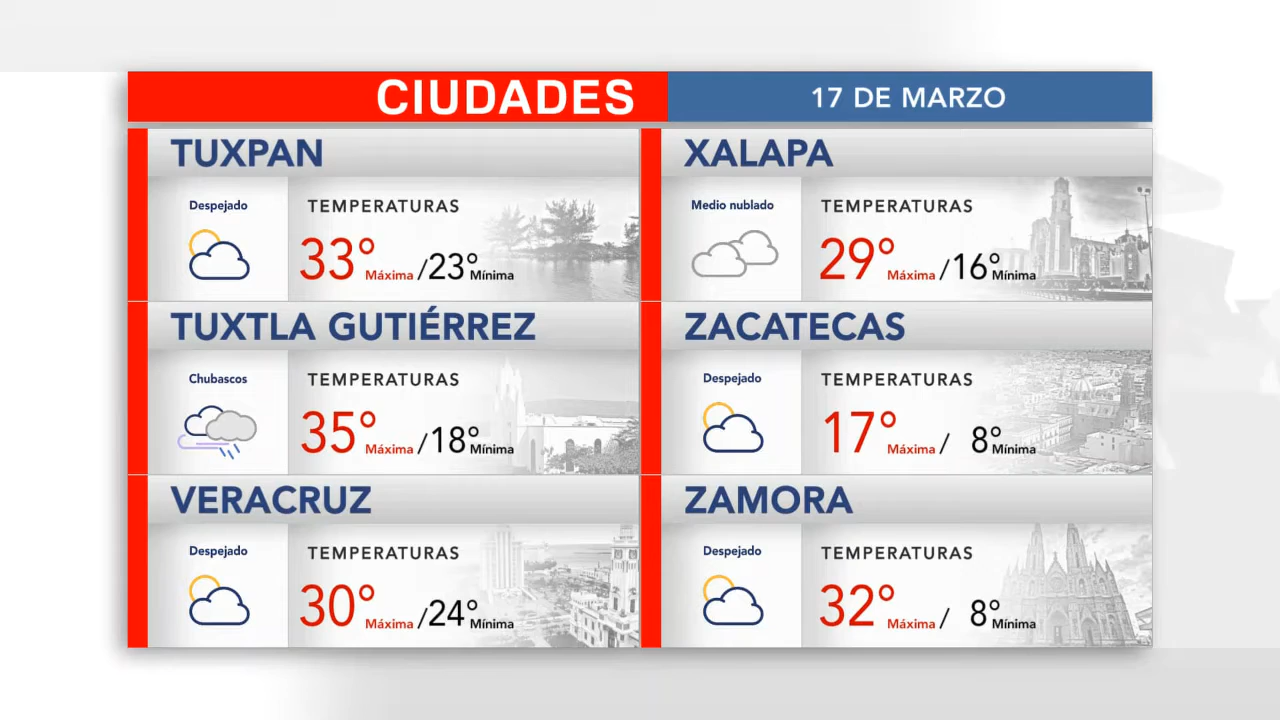 CIUDADES
17 DE MARZO
TUXPAN
Despejado
TEMPERATURAS
33° Máxima /23° Mínima
XALAPA
Medio nublado
TEMPERATURAS
29° Máxima /16° Mínima
TUXTLA GUTIÉRREZ
Chubascos
TEMPERATURAS
35° Máxima /18° Mínima
ZACATECAS
Despejado
TEMPERATURAS
17° Máxima / 8° Mínima
VERACRUZ
Despejado
TEMPERATURAS
30° Máxima /24° Mínima
ZAMORA
Despejado
TEMPERATURAS
32° Máxima / 8° Mínima